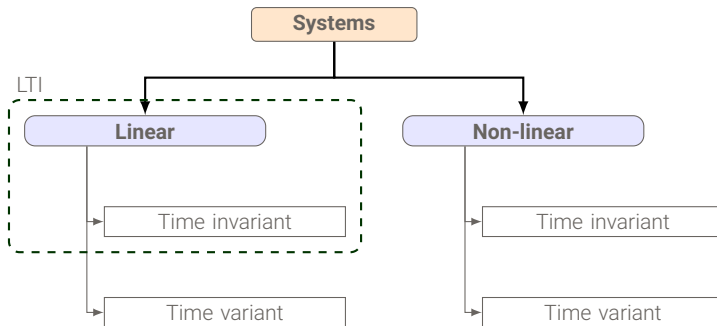 Systems
LTI
Linear
Non-linear
Time invariant
Time invariant
Time variant
Time variant